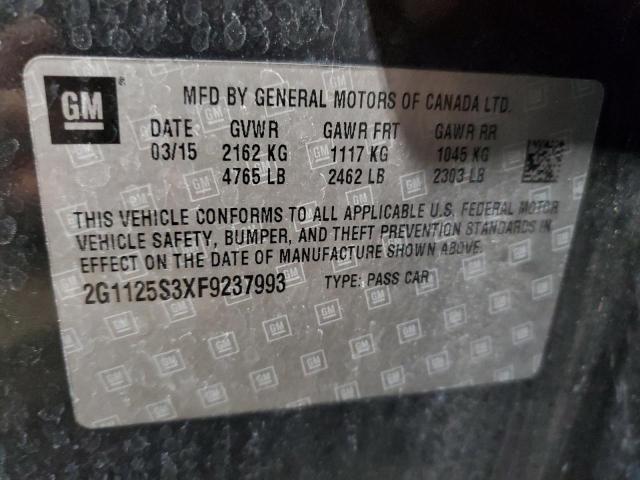 GM
MFD BY GENERAL MOTORS OF CANADA LTD.
DATE GVWR GAWR FRT GAWR RR
03/15 2162 KG 1117 KG 1045 KG
4765 LB 2462 LB 2303 LB
THIS VEHICLE CONFORMS TO ALL APPLICABLE U.S. FEDERAL MOTOR
VEHICLE SAFETY, BUMPER, AND THEFT PREVENTION STANDARDS IN
EFFECT ON THE DATE OF MANUFACTURE SHOWN ABOVE.
2G1125S3XF9237993 TYPE: PASS CAR